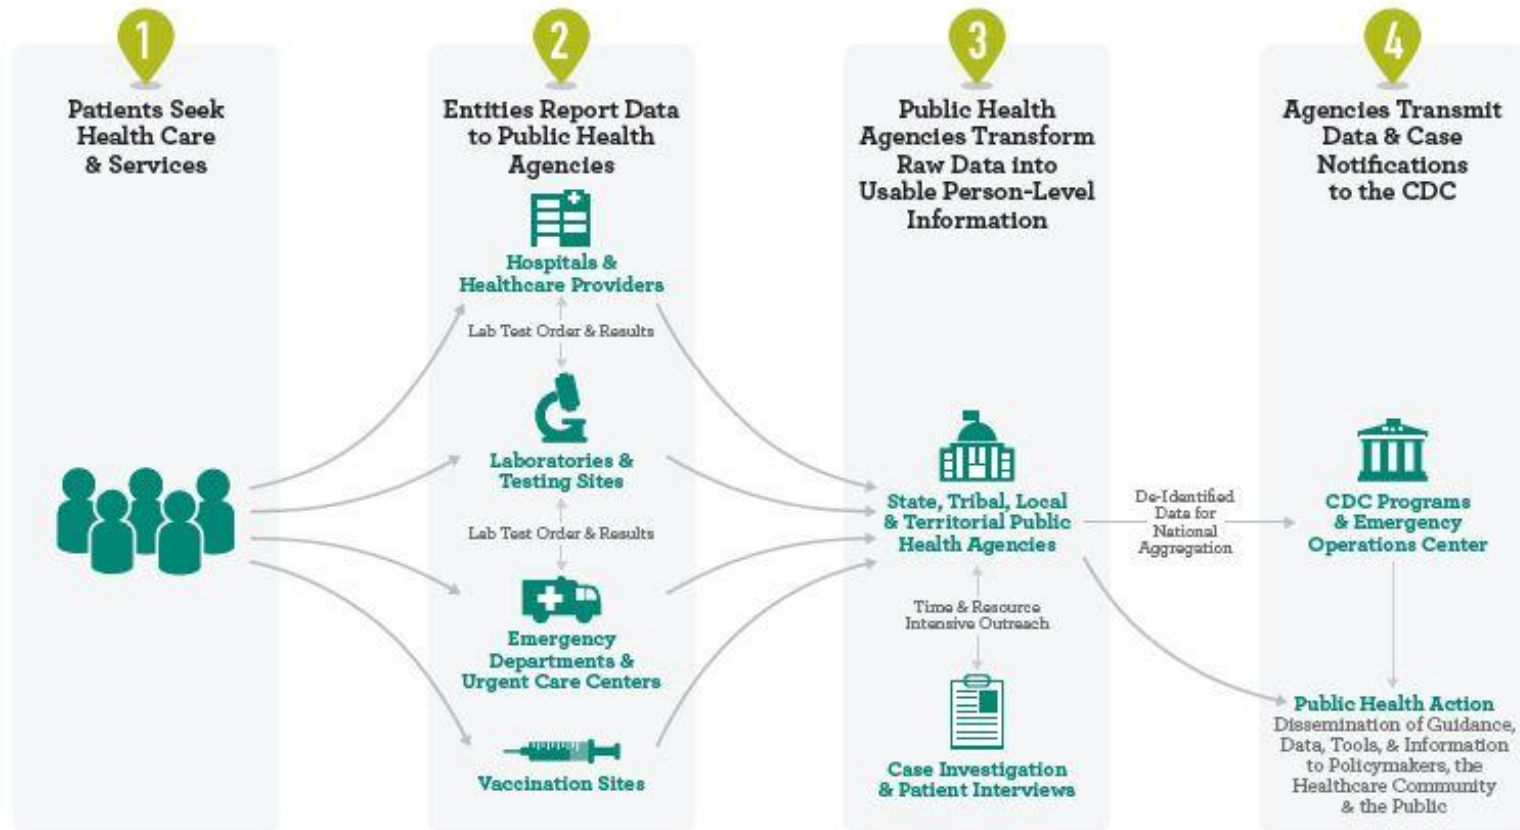 1
Patients Seek
Health Care
& Services
2
Entities Report Data
to Public Health
Agencies
Hospitals &
Healthcare Providers
Lab Test Order & Results
Laboratories &
Testing Sites
Lab Test Order & Results
Emergency
Departments &
Urgent Care Centers
Vaccination Sites
3
Public Health
Agencies Transform
Raw Data into
Usable Person-Level
Information
State, Tribal, Local
& Territorial Public
Health Agencies
Time & Resource
Intensive Outreach
Case Investigation
& Patient Interviews
De-Identified
Data for
National
Aggregation
4
Agencies Transmit
Data & Case
Notifications
to the CDC
CDC Programs
& Emergency
Operations Center
Public Health Action
Dissemination of Guidance,
Data, Tools, & Information
to Policymakers, the
Healthcare Community
& the Public